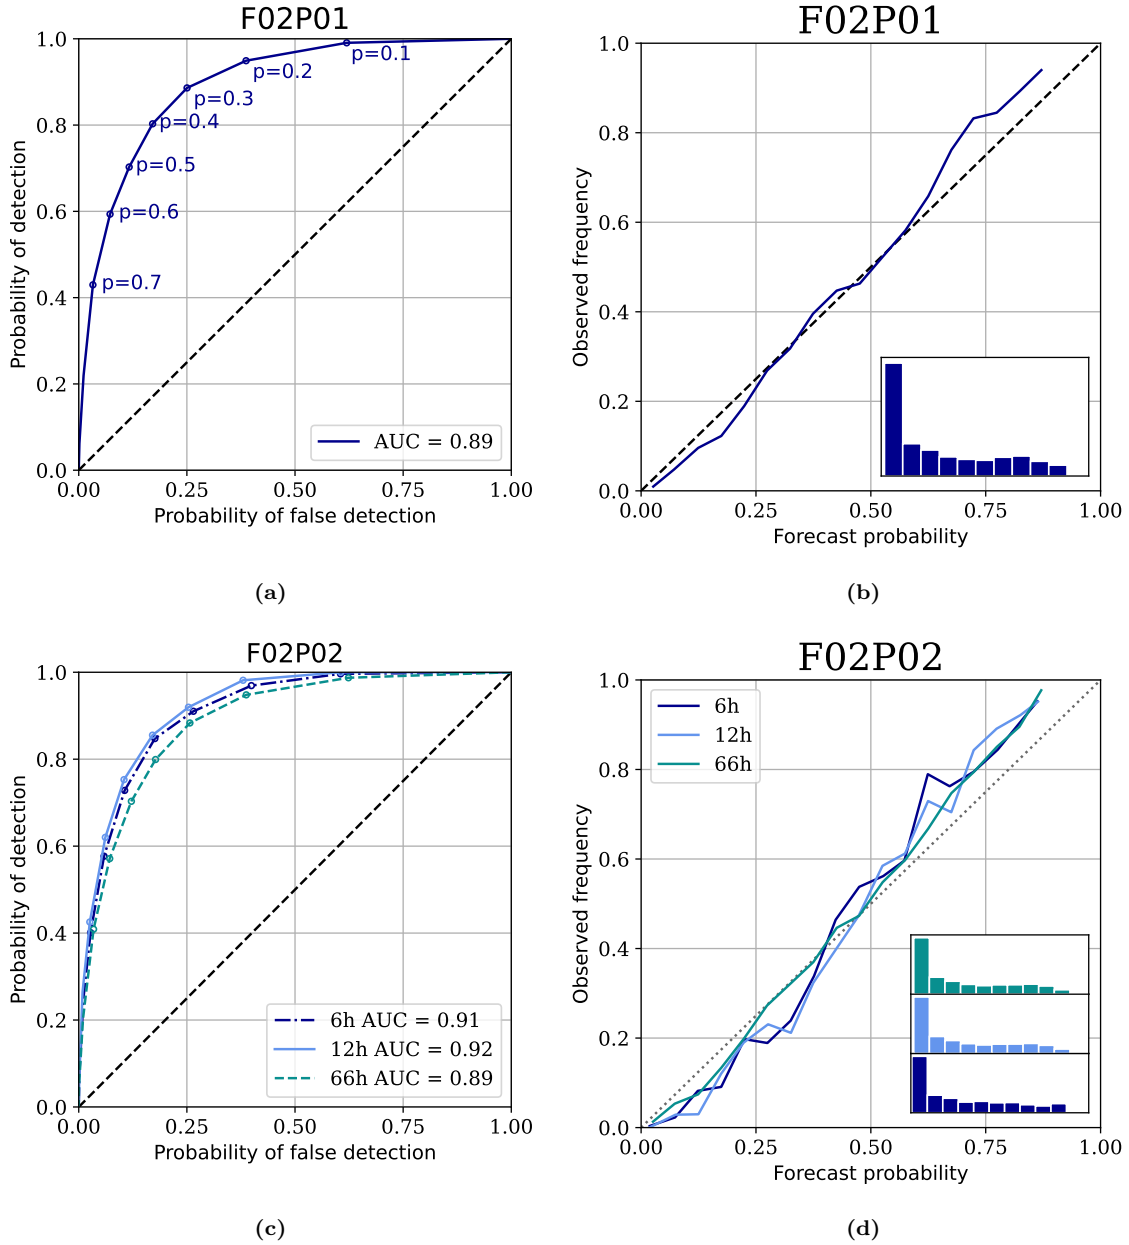 F02P01
1.0
0.8
0.6
0.4
0.2
0.0
Probability of detection
p=0.1
p=0.2
p=0.3
p=0.4
p=0.5
p=0.6
p=0.7
AUC = 0.89
0.00 0.25 0.50 0.75 1.00
Probability of false detection
(a)
F02P01
1.0
0.8
0.6
0.4
0.2
0.0
Observed frequency
0.00 0.25 0.50 0.75 1.00
Forecast probability
(b)
F02P02
1.0
0.8
0.6
0.4
0.2
0.0
Probability of detection
6h AUC = 0.91
12h AUC = 0.92
66h AUC = 0.89
0.00 0.25 0.50 0.75 1.00
Probability of false detection
(c)
F02P02
1.0
0.8
0.6
0.4
0.2
0.0
Observed frequency
6h
12h
66h
0.00 0.25 0.50 0.75 1.00
Forecast probability
(d)